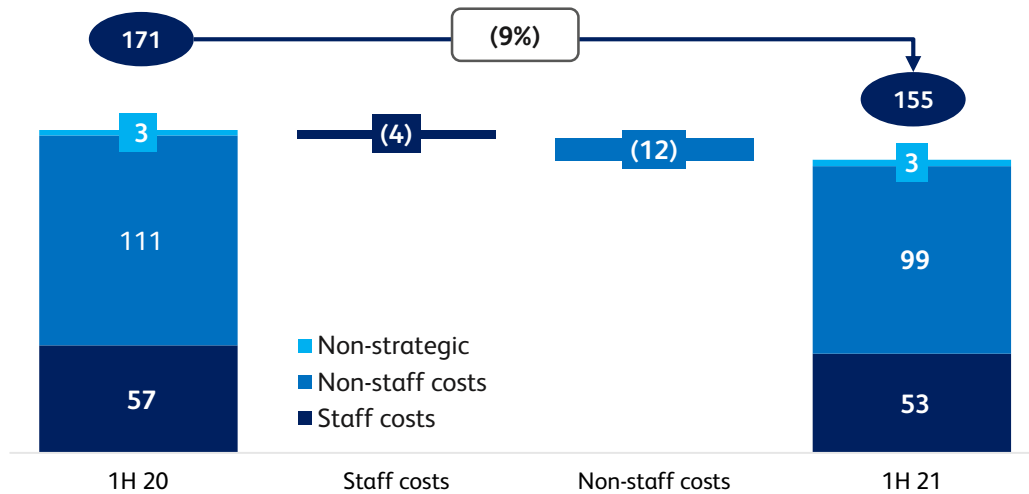 171
(9%)
155
3
(4)
(12)
3
111
99
Non-strategic
Non-staff costs
Staff costs
57
53
1H 20
Staff costs
Non-staff costs
1H 21